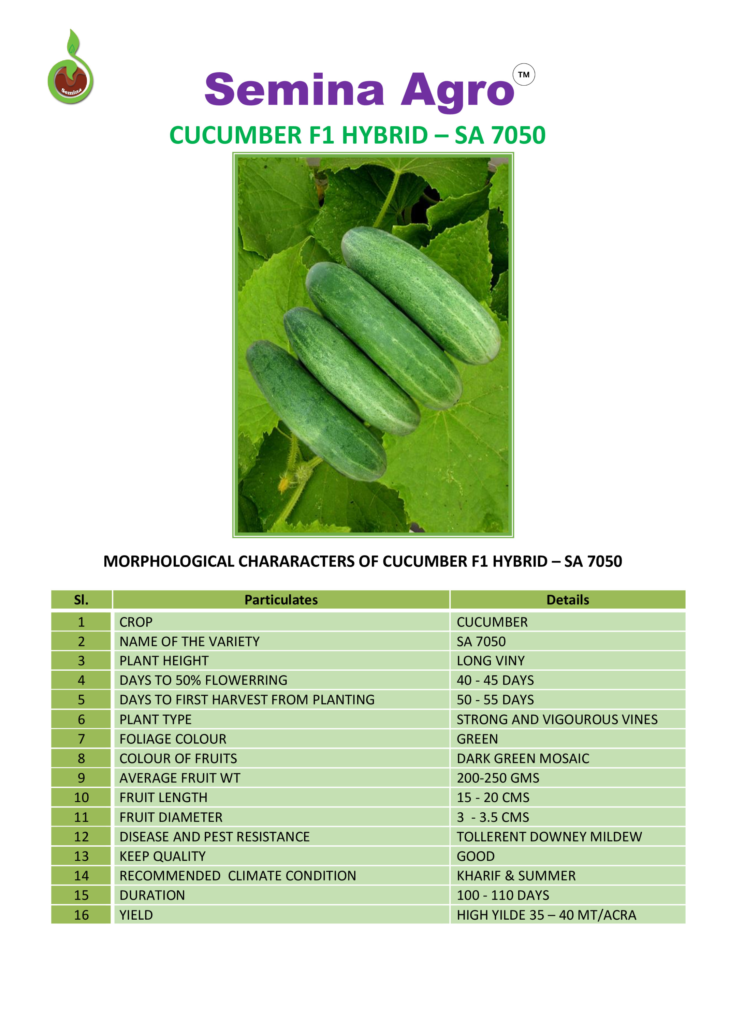 Semina
Semina Agro TM
CUCUMBER F1 HYBRID – SA 7050
MORPHOLOGICAL CHARARACTERS OF CUCUMBER F1 HYBRID – SA 7050
Sl. Particulates Details
1 CROP CUCUMBER
2 NAME OF THE VARIETY SA 7050
3 PLANT HEIGHT LONG VINY
4 DAYS TO 50% FLOWERRING 40 - 45 DAYS
5 DAYS TO FIRST HARVEST FROM PLANTING 50 - 55 DAYS
6 PLANT TYPE STRONG AND VIGOUROUS VINES
7 FOLIAGE COLOUR GREEN
8 COLOUR OF FRUITS DARK GREEN MOSAIC
9 AVERAGE FRUIT WT 200-250 GMS
10 FRUIT LENGTH 15 - 20 CMS
11 FRUIT DIAMETER 3 - 3.5 CMS
12 DISEASE AND PEST RESISTANCE TOLLERENT DOWNEY MILDEW
13 KEEP QUALITY GOOD
14 RECOMMENDED CLIMATE CONDITION KHARIF & SUMMER
15 DURATION 100 - 110 DAYS
16 YIELD HIGH YILDE 35 – 40 MT/ACRA